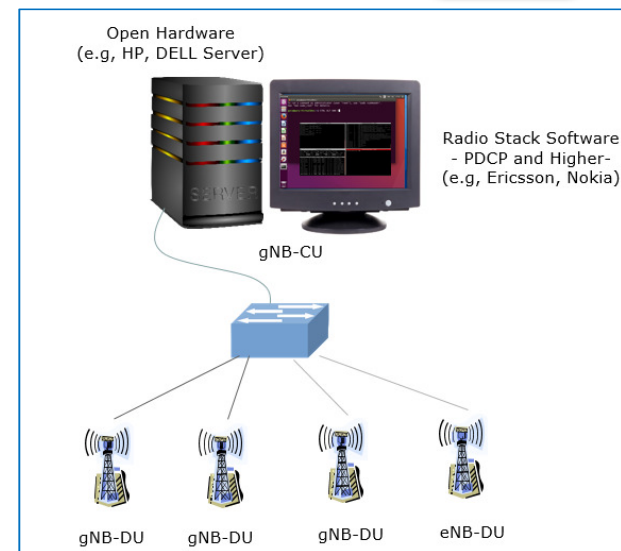 Open Hardware
(e.g, HP, DELL Server)
Radio Stack Software
- PDCP and Higher-
(e.g, Ericsson, Nokia)
SERVER
gNB-CU
gNB-DU
gNB-DU
gNB-DU
eNB-DU